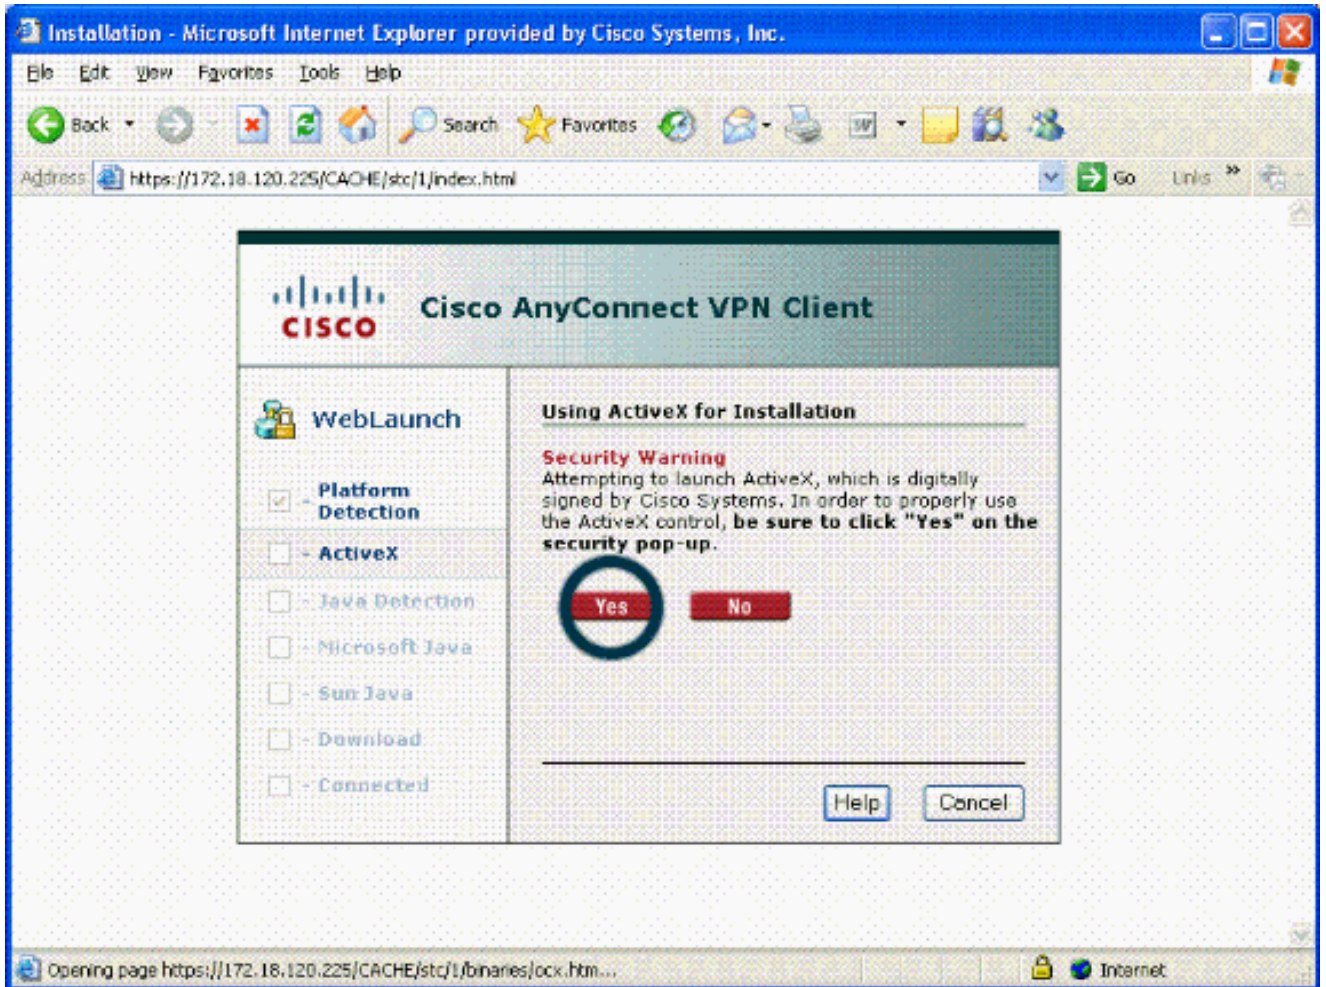 Installation - Microsoft Internet Explorer provided by Cisco Systems, Inc.
File Edit View Favorites Tools Help
Back Search Favorites
Address https://172.18.120.225/CACHE/stc/1/index.html Go Links »
CISCO
Cisco AnyConnect VPN Client
WebLaunch
- Platform
Detection
- ActiveX
- Java Detection
- Microsoft Java
- Sun Java
- Download
- Connected
Using ActiveX for Installation
Security Warning
Attempting to launch ActiveX, which is digitally
signed by Cisco Systems. In order to properly use
the ActiveX control, be sure to click "Yes" on the
security pop-up.
Yes No
Help Cancel
Opening page https://172.18.120.225/CACHE/stc/1/binaries/ocx.htm... Internet